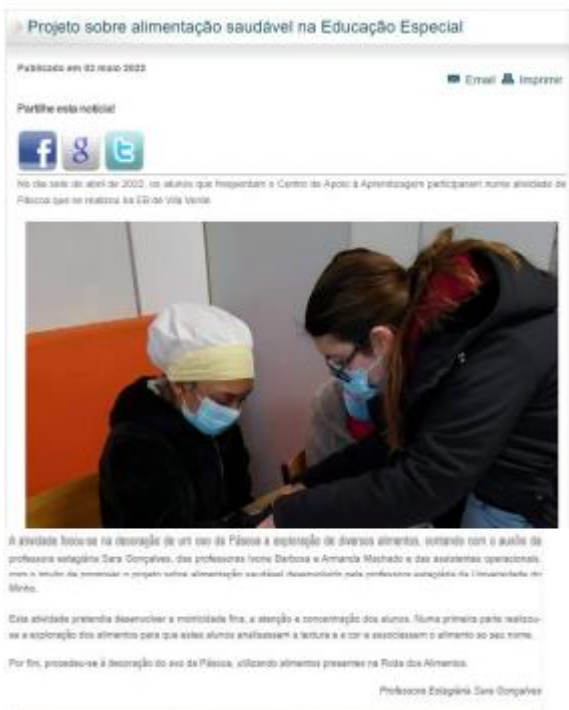 Projeto sobre alimentação saudável na Educação Especial
Publicado em 02 maio 2022
Email Imprimir
Partilhe esta notícia!
No dia sete de abril de 2022, os alunos que frequentam o Centro de Apoio à Aprendizagem participaram numa atividade de
Páscoa que se realizou na EB de Vila Verde.
A atividade focou-se na decoração de um ovo da Páscoa e exploração de diversos alimentos, contando com o auxílio da
professora estagiária Sara Gonçalves, das professoras Ivone Barbosa e Armanda Machado e das assistentes operacionais,
com o intuito de promover o projeto sobre alimentação saudável desenvolvido pela professora estagiária da Universidade do
Minho.
Esta atividade pretendia desenvolver a motricidade fina, a atenção e concentração dos alunos. Numa primeira parte realizou-
se a exploração dos alimentos para que estes alunos analisassem a textura e a cor e associassem o alimento ao seu nome.
Por fim, procedeu-se à decoração do ovo da Páscoa, utilizando alimentos presentes na Roda dos Alimentos.
Professora Estagiária Sara Gonçalves